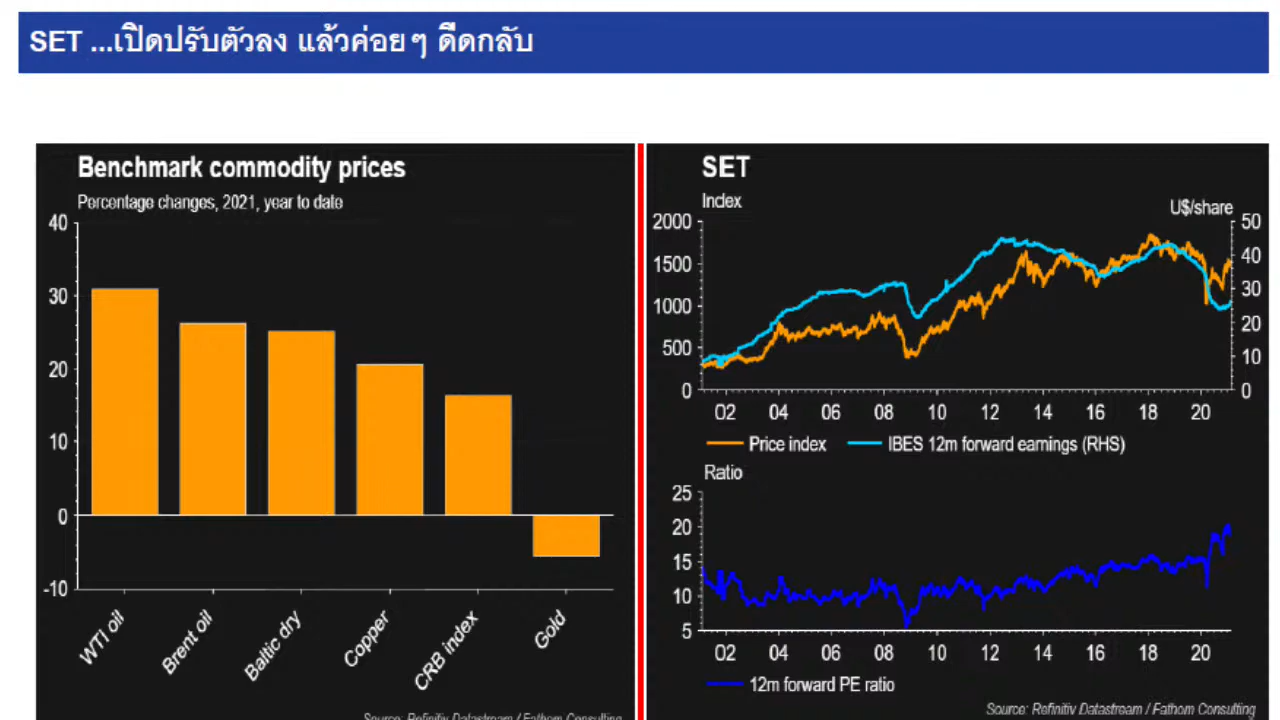 SET ...เปิดปรับตัวลง แล้วค่อยๆ ดีดกลับ
Benchmark commodity prices
Percentage changes, 2021, year to date
40
30
20
10
0
-10
WTI oil
Brent oil
Baltic dry
Copper
CRB index
Gold
Source: Refinitiv Datastream / Fathom Consulting
SET
Index
U$/share
2000
1500
1000
500
0
50
40
30
20
10
0
02 04 06 08 10 12 14 16 18 20
Price index IBES 12m forward earnings (RHS)
Ratio
25
20
15
10
5
02 04 06 08 10 12 14 16 18 20
12m forward PE ratio
Source: Refinitiv Datastream / Fathom Consulting